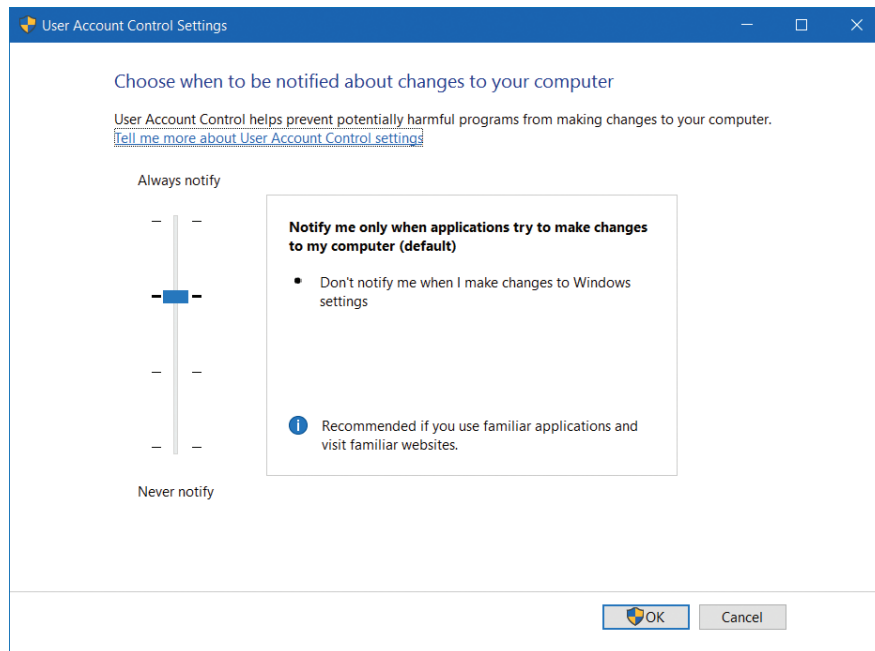 User Account Control Settings
Choose when to be notified about changes to your computer
User Account Control helps prevent potentially harmful programs from making changes to your computer.
Tell me more about User Account Control settings
Always notify
Notify me only when applications try to make changes
to my computer (default)
Don't notify me when I make changes to Windows
settings
Recommended if you use familiar applications and
visit familiar websites.
Never notify
OK
Cancel